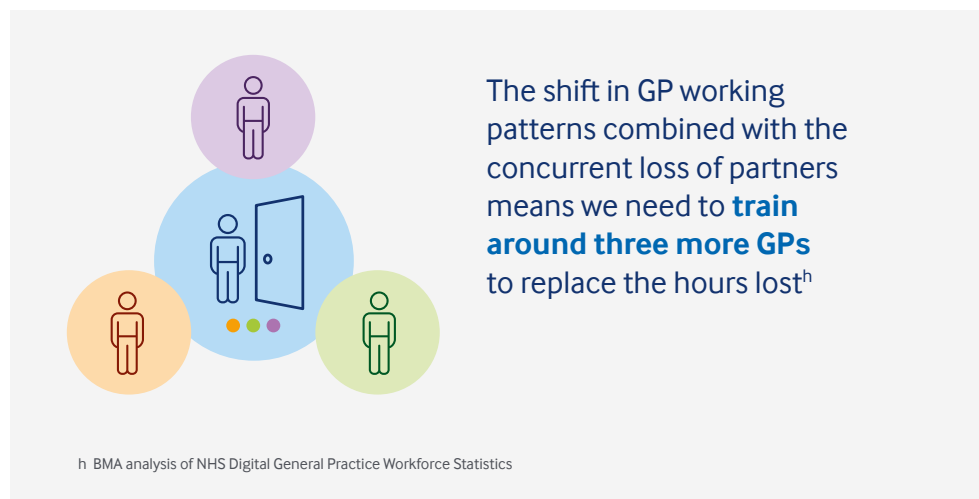 The shift in GP working
patterns combined with the
concurrent loss of partners
means we need to train
around three more GPs
to replace the hours lostʰ
h BMA analysis of NHS Digital General Practice Workforce Statistics